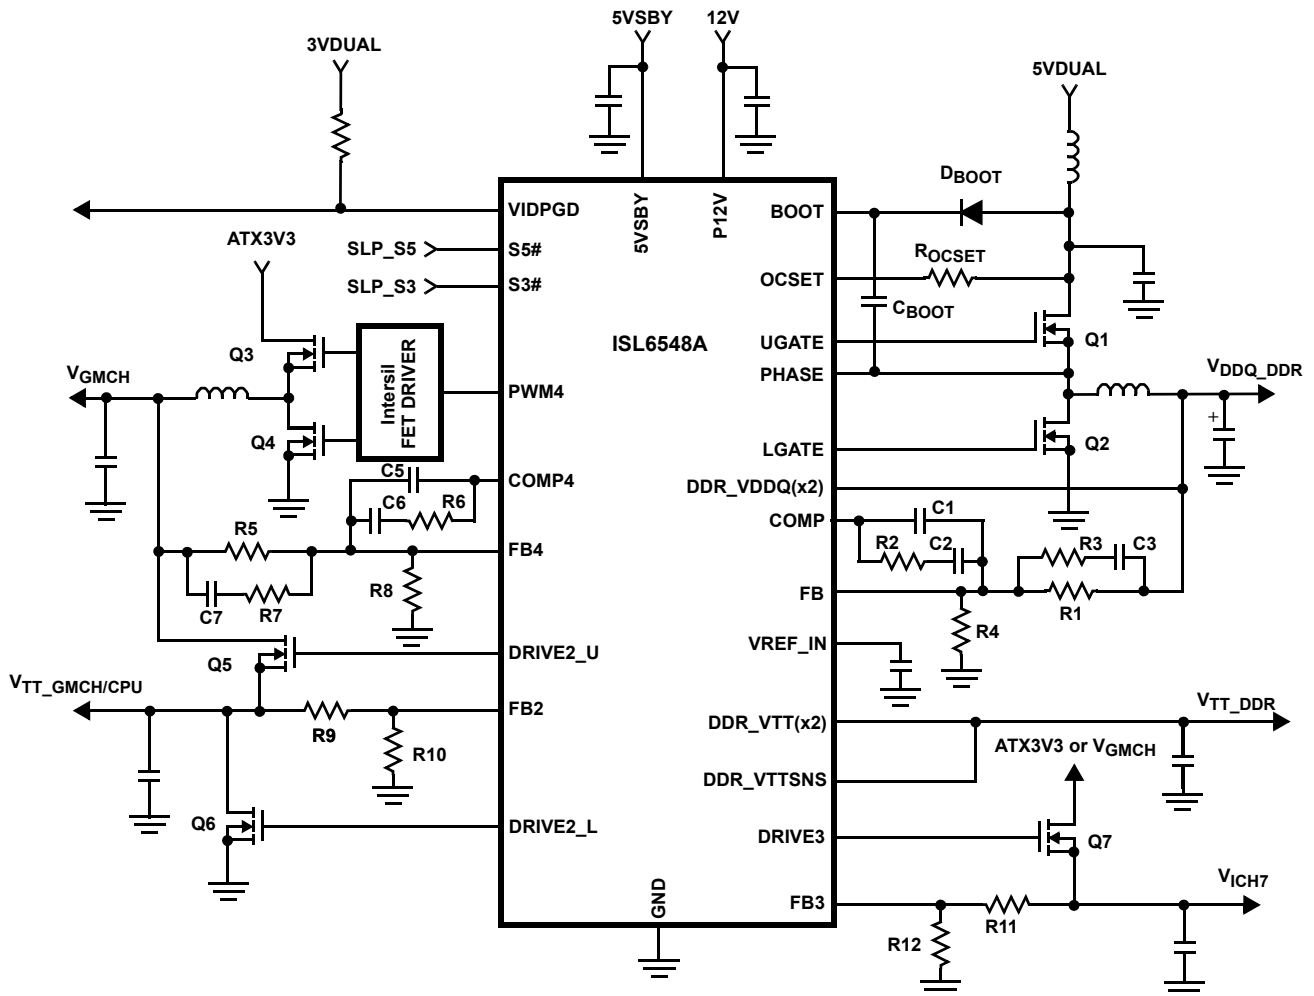 5VSBY
12V
3VDUAL
5VDUAL
DBOOT
VIDPGD
5VSBY
P12V
BOOT
ATX3V3
SLP_S5
S5#
ROCSET
SLP_S3
S3#
OCSET
CBOOT
ISL6548A
Q3
Intersil
FET DRIVER
UGATE
Q1
VGMCH
PHASE
VDDQ_DDR
PWM4
+
Q4
LGATE
Q2
C5
COMP4
DDR_VDDQ(x2)
C6
R6
COMP
C1
R5
FB4
R2
C2
R3
C3
R8
FB
R1
C7
R7
R4
Q5
DRIVE2_U
VREF_IN
VTT_GMCH/CPU
FB2
DDR_VTT(x2)
VTT_DDR
R9
R10
ATX3V3 or VGMCH
DDR_VTTSNS
Q6
DRIVE2_L
DRIVE3
Q7
GND
FB3
VICH7
R11
R12